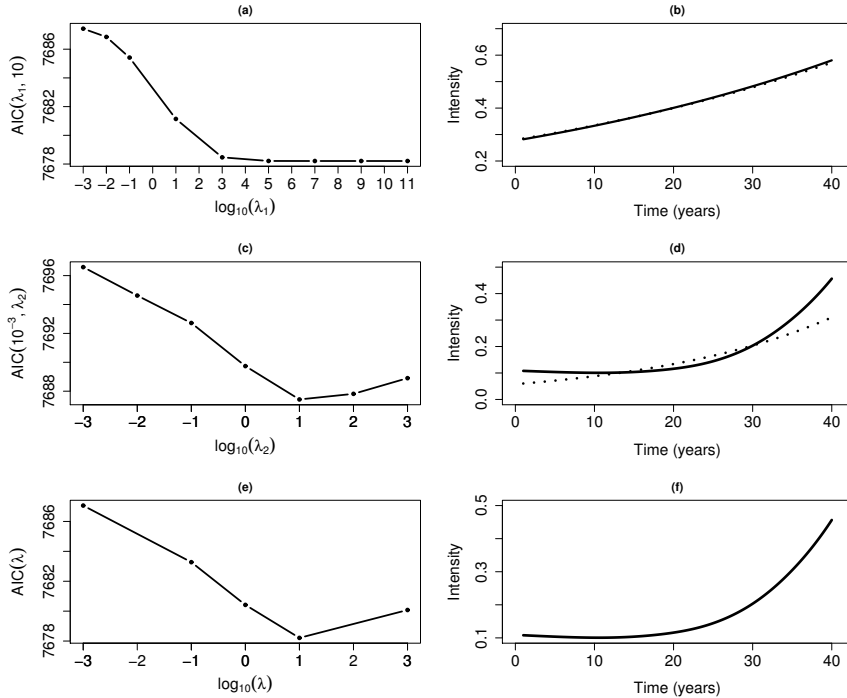 (a)
AIC(λ₁, 10)
7686
7682
7678
−3 −2 −1 0 1 2 3 4 5 6 7 8 9 10 11
log₁₀(λ₁)
(b)
Intensity
0.6
0.4
0.2
0 10 20 30 40
Time (years)
(c)
AIC(10⁻³, λ₂)
7696
7692
7688
−3 −2 −1 0 1 2 3
log₁₀(λ₂)
(d)
Intensity
0.4
0.2
0.0
0 10 20 30 40
Time (years)
(e)
AIC(λ)
7686
7682
7678
−3 −2 −1 0 1 2 3
log₁₀(λ)
(f)
Intensity
0.5
0.3
0.1
0 10 20 30 40
Time (years)